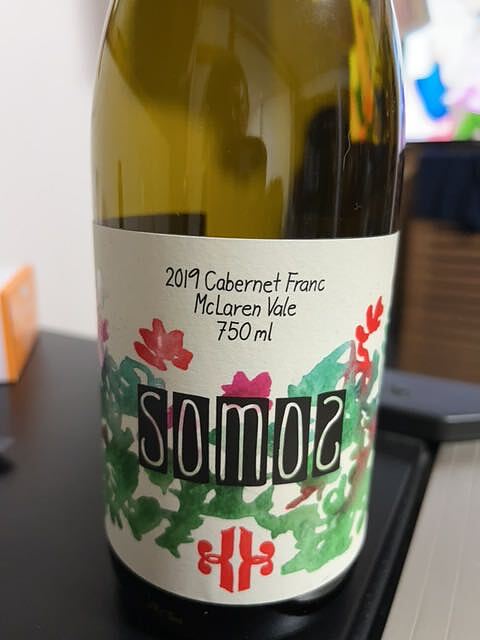 2019 Cabernet Franc
McLaren Vale
750 ml
SOMOS